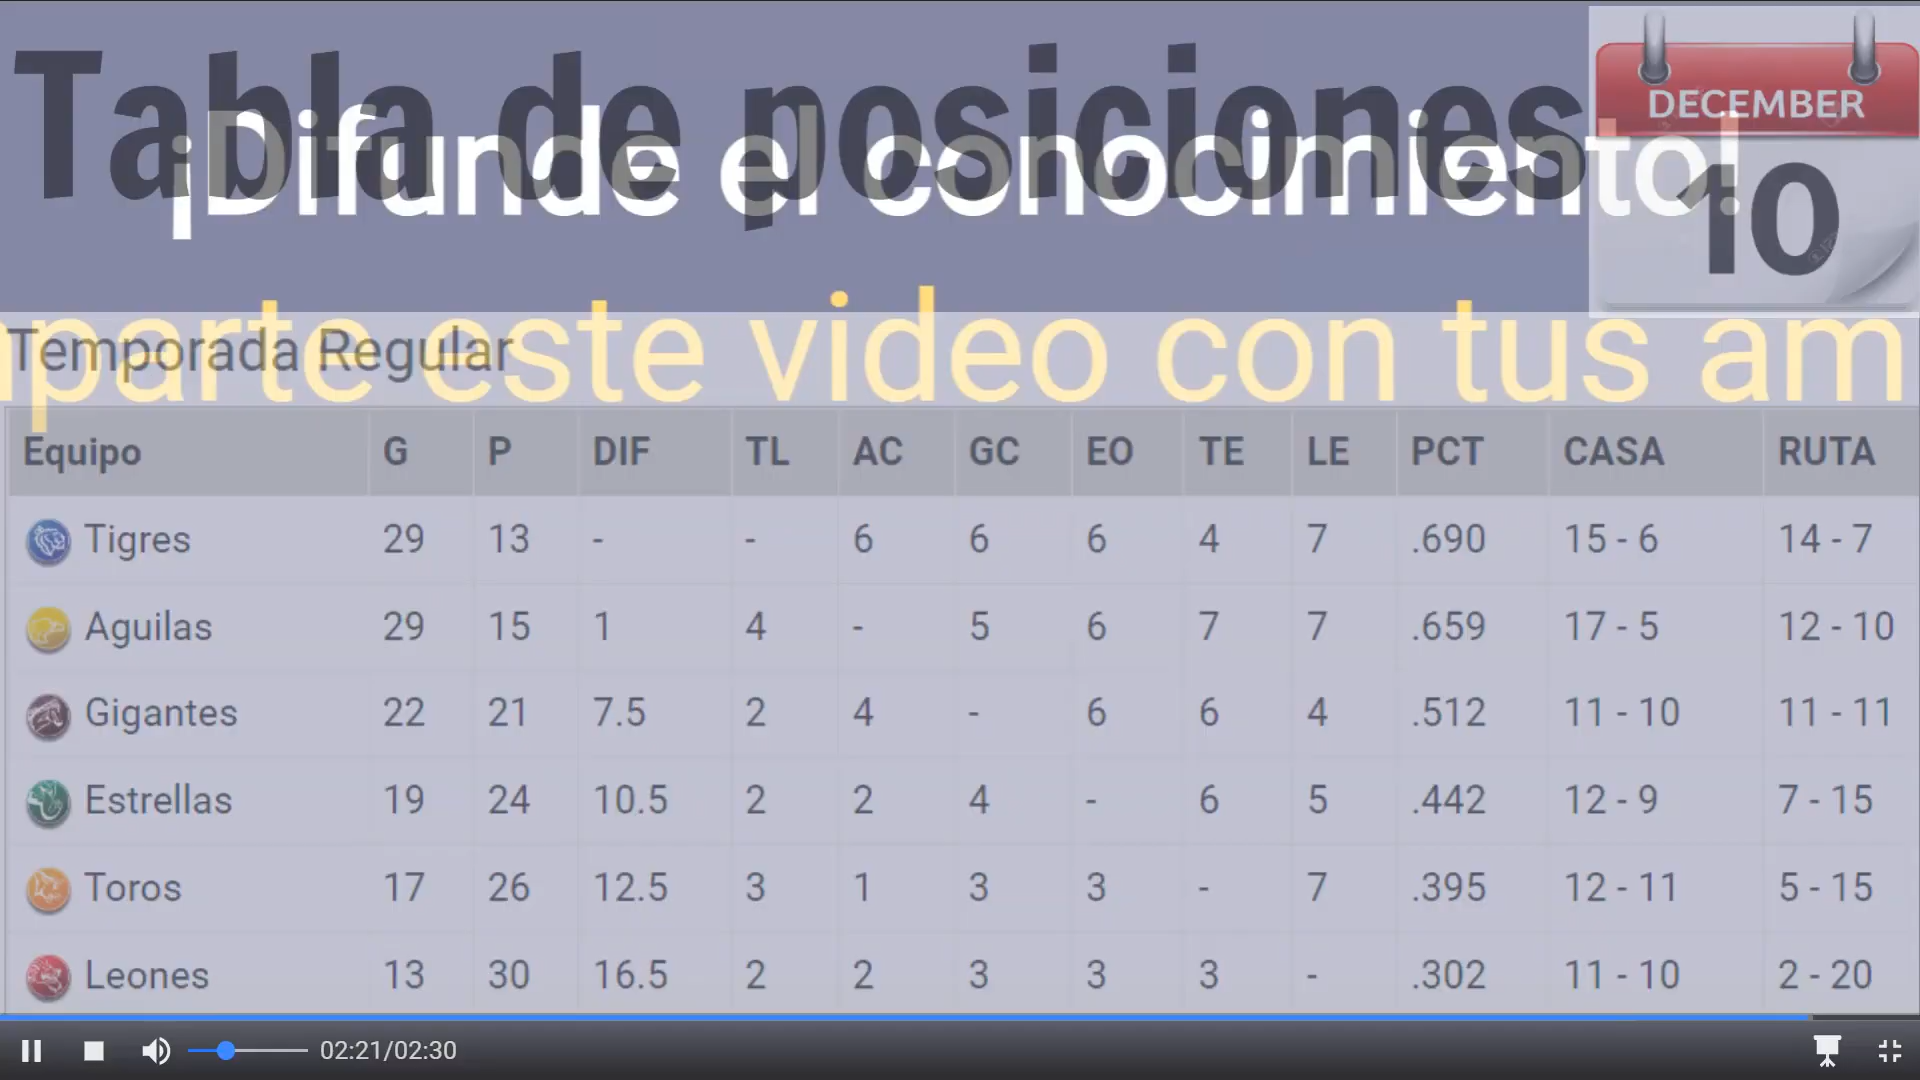 Tabla de posiciones
¡Difunde el conocimiento!
DECEMBER
10
Temporada Regular
parte este video con tus am
Equipo G P DIF TL AC GC EO TE LE PCT CASA RUTA
Tigres 29 13 - - 6 6 6 4 7 .690 15 - 6 14 - 7
Aguilas 29 15 1 4 - 5 6 7 7 .659 17 - 5 12 - 10
Gigantes 22 21 7.5 2 4 - 6 6 4 .512 11 - 10 11 - 11
Estrellas 19 24 10.5 2 2 4 - 6 5 .442 12 - 9 7 - 15
Toros 17 26 12.5 3 1 3 3 - 7 .395 12 - 11 5 - 15
Leones 13 30 16.5 2 2 3 3 3 - .302 11 - 10 2 - 20
02:21/02:30